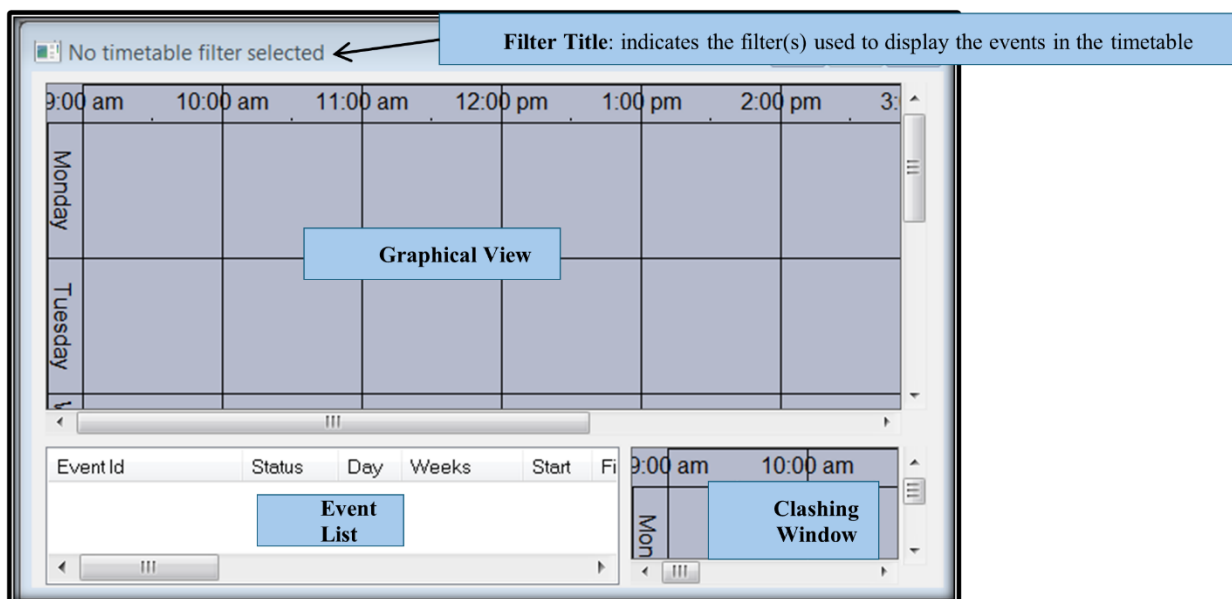 No timetable filter selected
Filter Title: indicates the filter(s) used to display the events in the timetable
9:00 am 10:00 am 11:00 am 12:00 pm 1:00 pm 2:00 pm 3:
Monday
Graphical View
Tuesday
Event Id Status Day Weeks Start Fi
9:00 am 10:00 am
Event
List
Mon
Clashing
Window